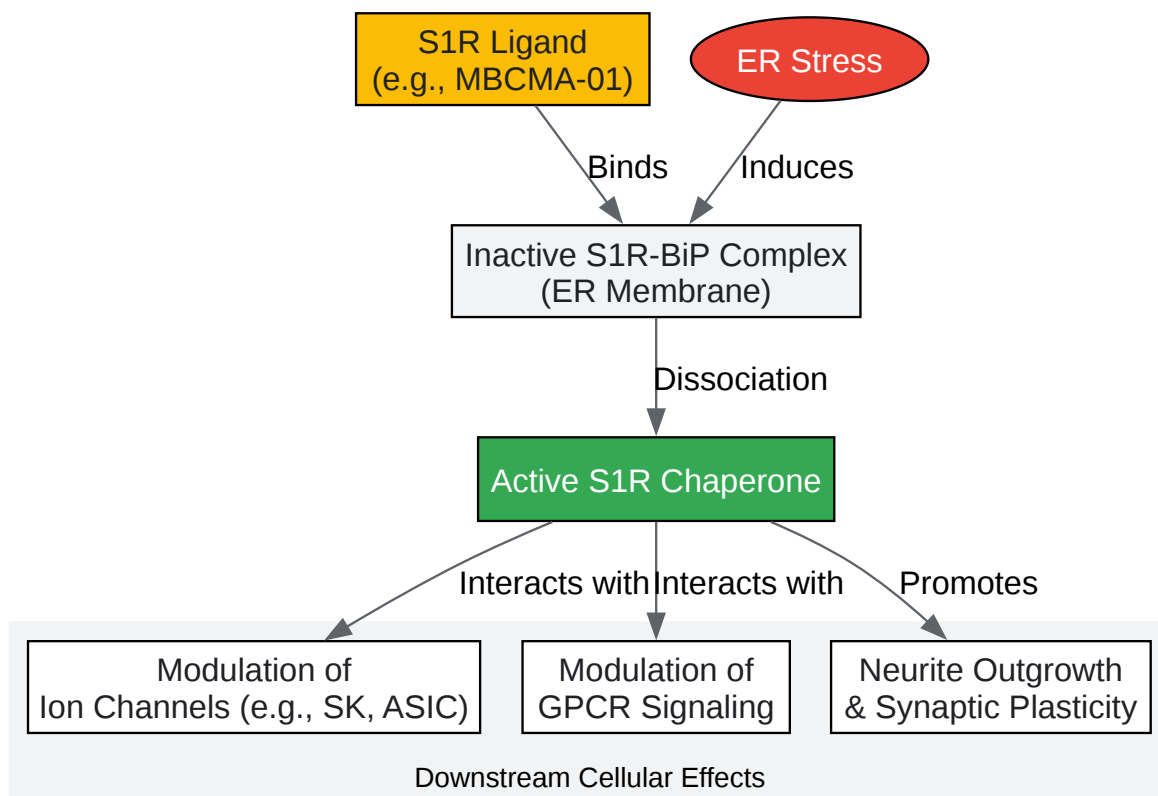 S1R Ligand
(e.g., MBCMA-01)
ER Stress
Binds
Induces
Inactive S1R-BiP Complex
(ER Membrane)
Dissociation
Active S1R Chaperone
Interacts with
Interacts with
Promotes
Modulation of
Ion Channels (e.g., SK, ASIC)
Modulation of
GPCR Signaling
Neurite Outgrowth
& Synaptic Plasticity
Downstream Cellular Effects